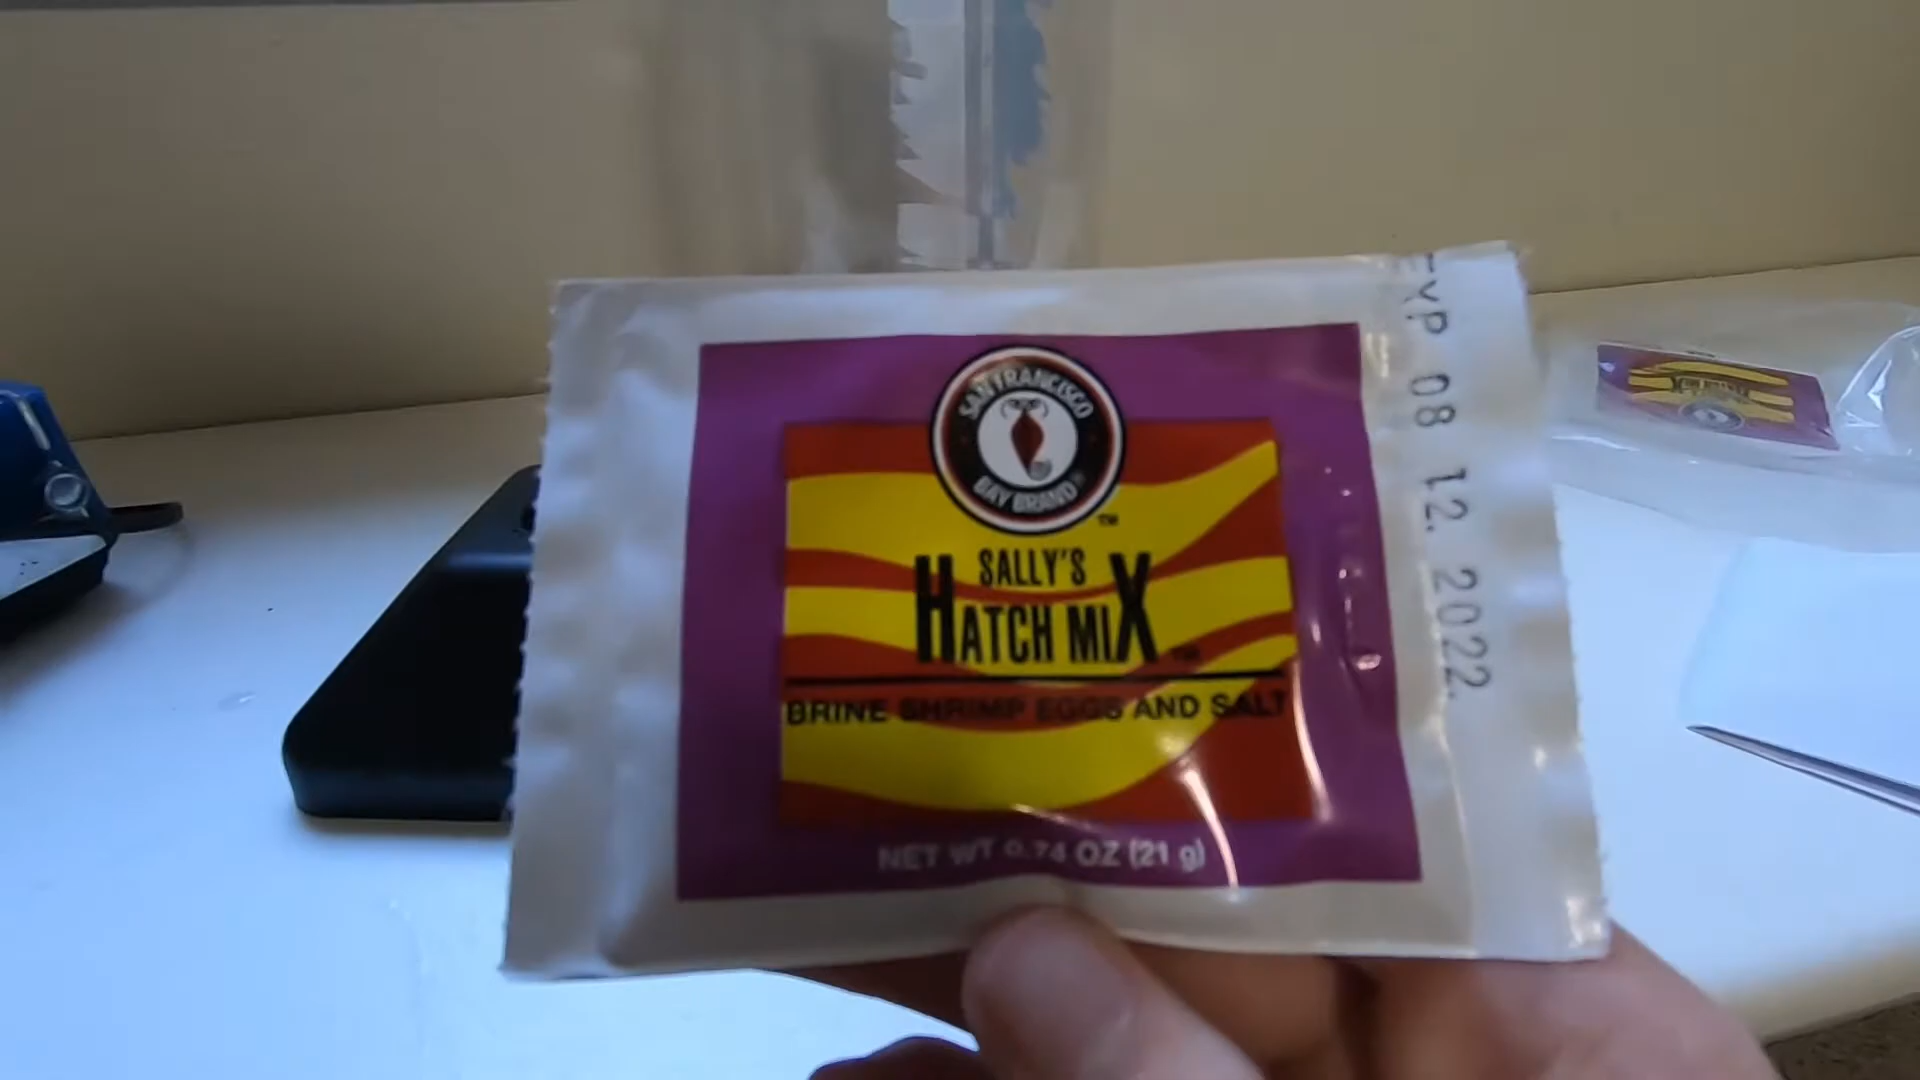 SAN FRANCISCO
BAY BRAND
TM
SALLY'S
HATCH MIX
BRINE SHRIMP EGGS AND SALT
NET WT 0.74 OZ (21 g)
EXP 08 12. 2022.